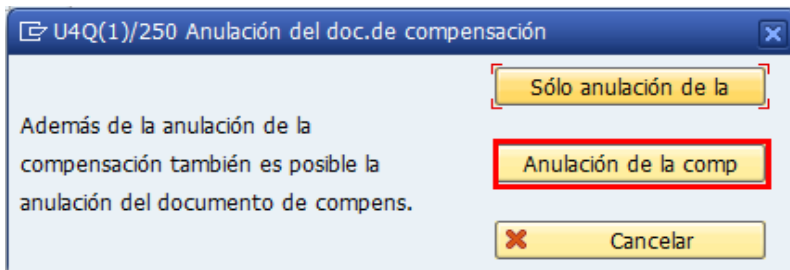 U4Q(1)/250 Anulación del doc.de compensación
Sólo anulación de la
Además de la anulación de la
compensación también es posible la
anulación del documento de compens.
Anulación de la comp
Cancelar